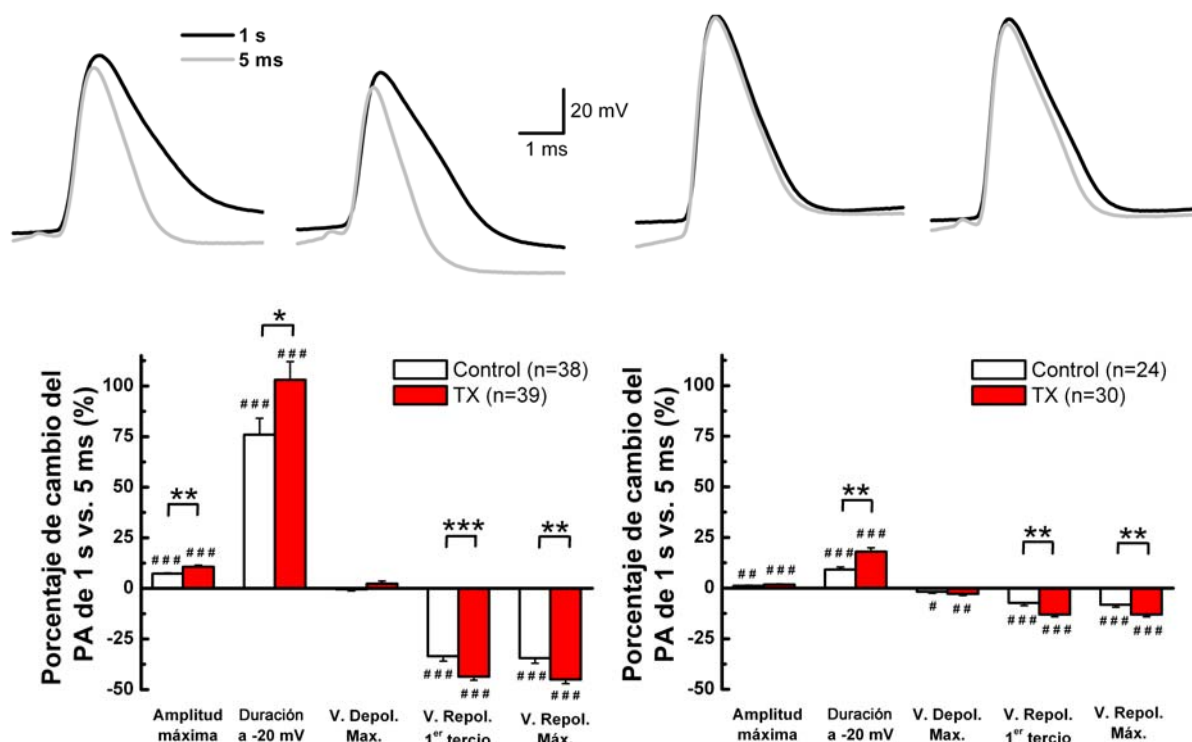 1 s
5 ms
20 mV
1 ms
Porcentaje de cambio del
PA de 1 s vs. 5 ms (%)
100
75
50
25
0
-25
-50
Control (n=38)
TX (n=39)
*
###
###
**
###
###
***
**
###
###
###
###
Amplitud
máxima
Duración
a -20 mV
V. Depol.
Max.
V. Repol.
1er tercio
V. Repol.
Máx.
Porcentaje de cambio del
PA de 1 s vs. 5 ms (%)
100
75
50
25
0
-25
-50
Control (n=24)
TX (n=30)
**
###
###
##
###
**
**
#
##
###
###
###
###
Amplitud
máxima
Duración
a -20 mV
V. Depol.
Max.
V. Repol.
1er tercio
V. Repol.
Máx.